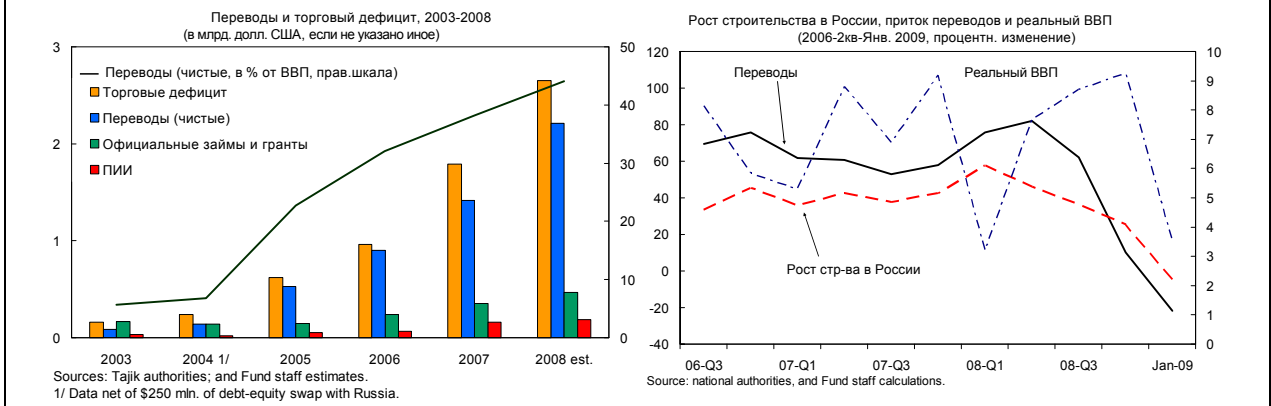 Переводы и торговый дефицит, 2003-2008
(в млрд. долл. США, если не указано иное)
3
2
1
0
50
40
30
20
10
0
Переводы (чистые, в % от ВВП, прав.шкала)
Торговые дефицит
Переводы (чистые)
Официальные займы и гранты
ПИИ
2003 2004 1/ 2005 2006 2007 2008 est.
Sources: Tajik authorities; and Fund staff estimates.
1/ Data net of $250 mln. of debt-equity swap with Russia.
Рост строительства в России, приток переводов и реальный ВВП
(2006-2кв-Янв. 2009, процентн. изменение)
120
100
80
60
40
20
0
-20
-40
10
9
8
7
6
5
4
3
2
1
0
Переводы
Реальный ВВП
Рост стр-ва в России
06-Q3 07-Q1 07-Q3 08-Q1 08-Q3 Jan-09
Source: national authorities, and Fund staff calculations.